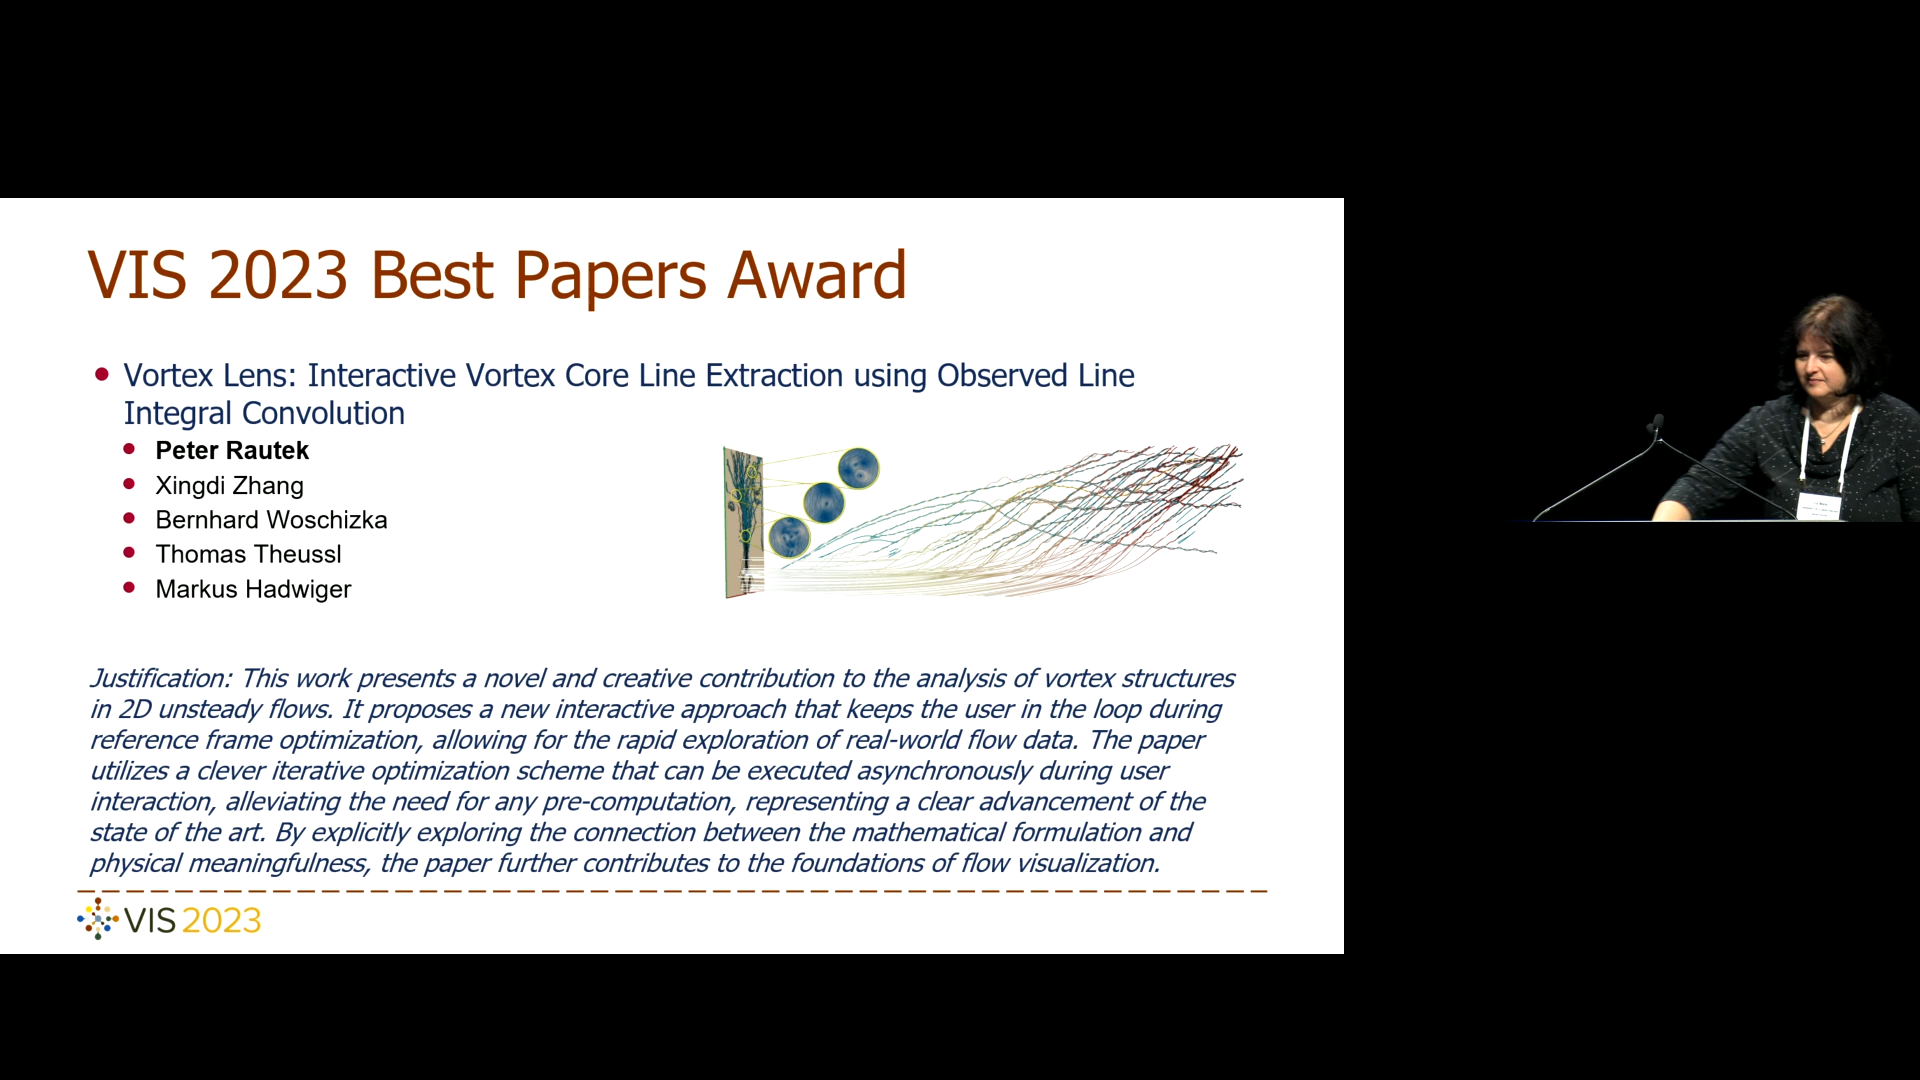 VIS 2023 Best Papers Award
Vortex Lens: Interactive Vortex Core Line Extraction using Observed Line
Integral Convolution
Peter Rautek
Xingdi Zhang
Bernhard Woschizka
Thomas Theussl
Markus Hadwiger
Justification: This work presents a novel and creative contribution to the analysis of vortex structures
in 2D unsteady flows. It proposes a new interactive approach that keeps the user in the loop during
reference frame optimization, allowing for the rapid exploration of real-world flow data. The paper
utilizes a clever iterative optimization scheme that can be executed asynchronously during user
interaction, alleviating the need for any pre-computation, representing a clear advancement of the
state of the art. By explicitly exploring the connection between the mathematical formulation and
physical meaningfulness, the paper further contributes to the foundations of flow visualization.
VIS 2023